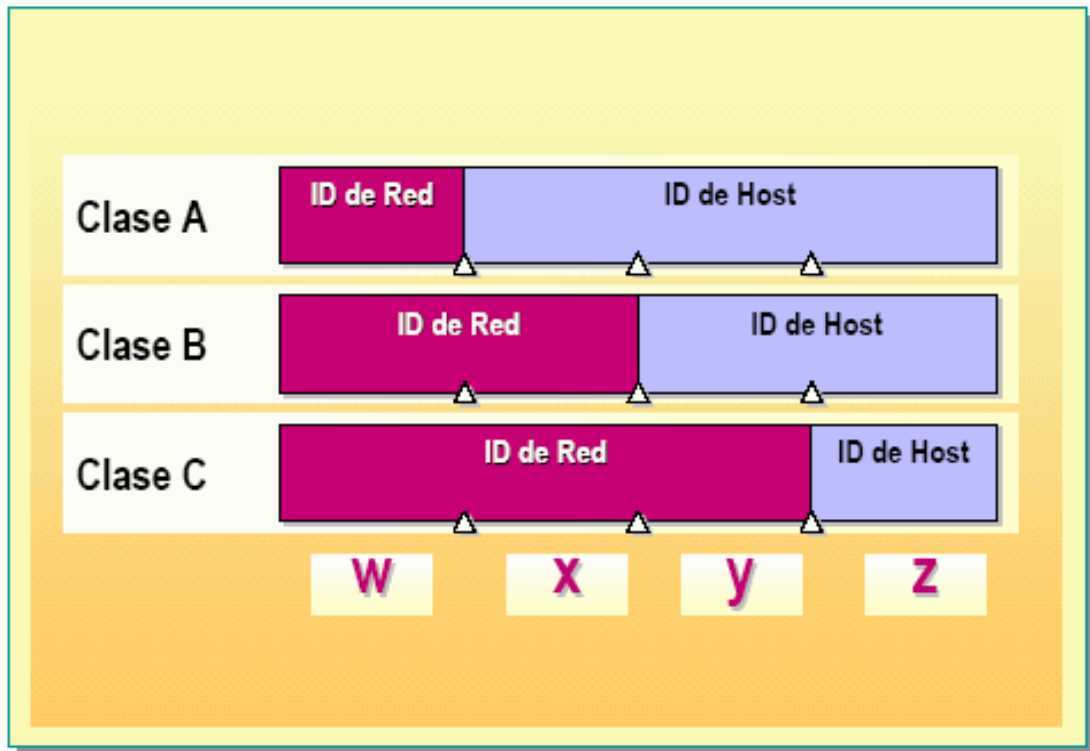 Clase A
ID de Red
ID de Host
Clase B
ID de Red
ID de Host
Clase C
ID de Red
ID de Host
w
x
y
z